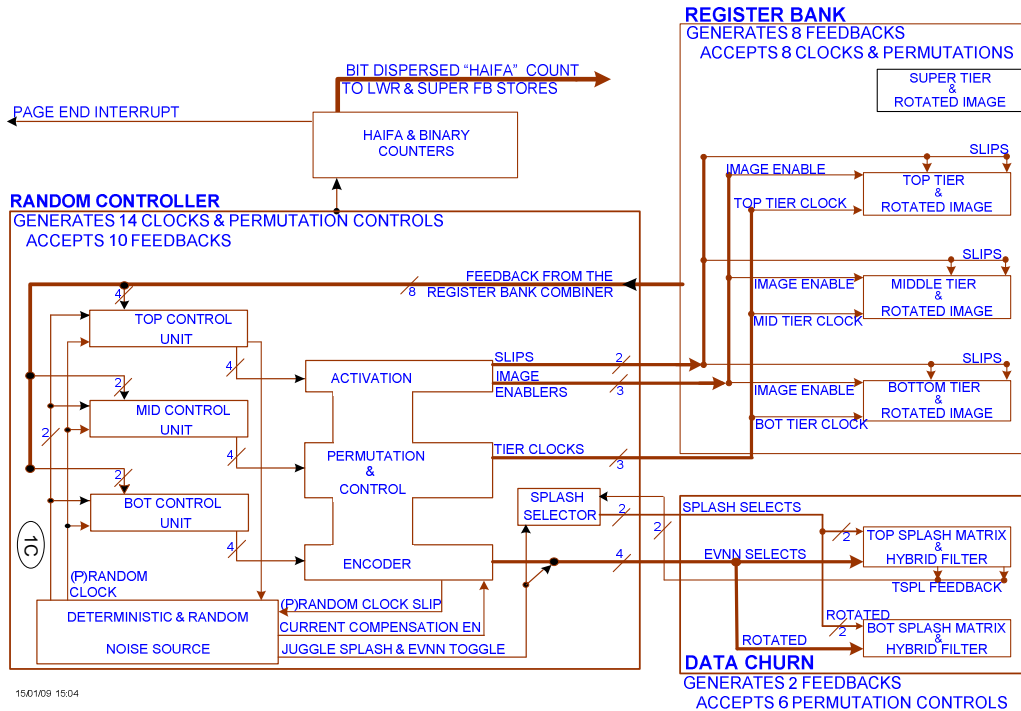 REGISTER BANK
GENERATES 8 FEEDBACKS
ACCEPTS 8 CLOCKS & PERMUTATIONS
SUPER TIER
&
ROTATED IMAGE
BIT DISPERSED “HAIFA” COUNT
TO LWR & SUPER FB STORES
PAGE END INTERRUPT
HAIFA & BINARY
COUNTERS
SLIPS
IMAGE ENABLE
TOP TIER
&
ROTATED IMAGE
TOP TIER CLOCK
RANDOM CONTROLLER
GENERATES 14 CLOCKS & PERMUTATION CONTROLS
ACCEPTS 10 FEEDBACKS
SLIPS
IMAGE ENABLE
MIDDLE TIER
&
ROTATED IMAGE
MID TIER CLOCK
FEEDBACK FROM THE
REGISTER BANK COMBINER
8
4
TOP CONTROL
UNIT
4
SLIPS
2
ACTIVATION
IMAGE
ENABLERS
3
SLIPS
IMAGE ENABLE
BOTTOM TIER
&
ROTATED IMAGE
BOT TIER CLOCK
2
MID CONTROL
UNIT
2
4
TIER CLOCKS
3
PERMUTATION
&
CONTROL
2
BOT CONTROL
UNIT
4
SPLASH
SELECTOR
2
2
SPLASH SELECTS
2
TOP SPLASH MATRIX
&
HYBRID FILTER
1C
ENCODER
4
EVNN SELECTS
TSPL FEEDBACK
(P)RANDOM
CLOCK
(P)RANDOM CLOCK SLIP
DETERMINISTIC & RANDOM
NOISE SOURCE
CURRENT COMPENSATION EN
JUGGLE SPLASH & EVNN TOGGLE
ROTATED
2
ROTATED
BOT SPLASH MATRIX
&
HYBRID FILTER
DATA CHURN
GENERATES 2 FEEDBACKS
ACCEPTS 6 PERMUTATION CONTROLS
15/01/09 15:04